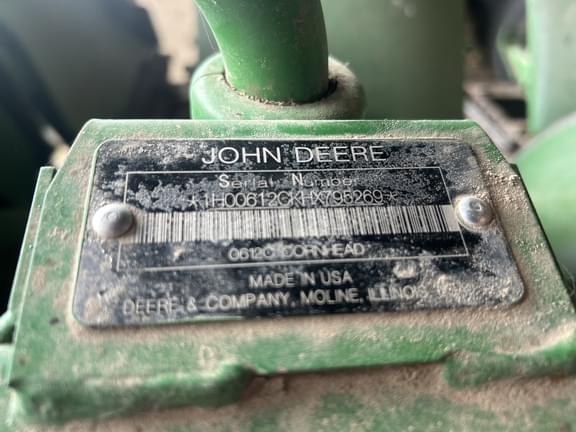 JOHN DEERE
Serial Number
*1H00612CKHX795269*
0612C CORNHEAD
MADE IN USA
DEERE & COMPANY, MOLINE, ILLINOIS